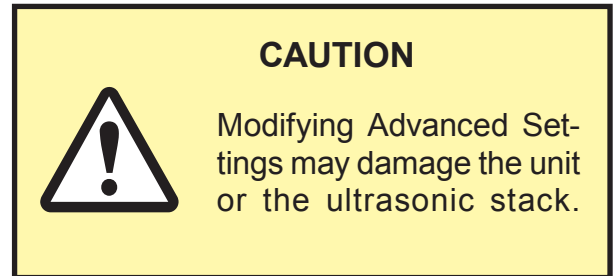 CAUTION
Modifying Advanced Set-
tings may damage the unit
or the ultrasonic stack.